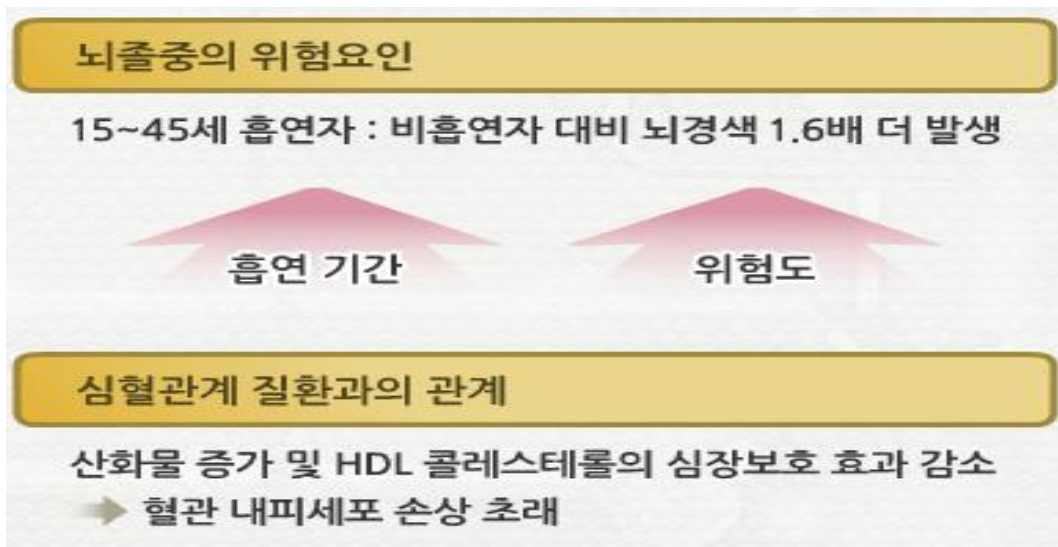 뇌졸중의 위험요인
15~45세 흡연자 : 비흡연자 대비 뇌경색 1.6배 더 발생
흡연 기간
위험도
심혈관계 질환과의 관계
산화물 증가 및 HDL 콜레스테롤의 심장보호 효과 감소
혈관 내피세포 손상 초래